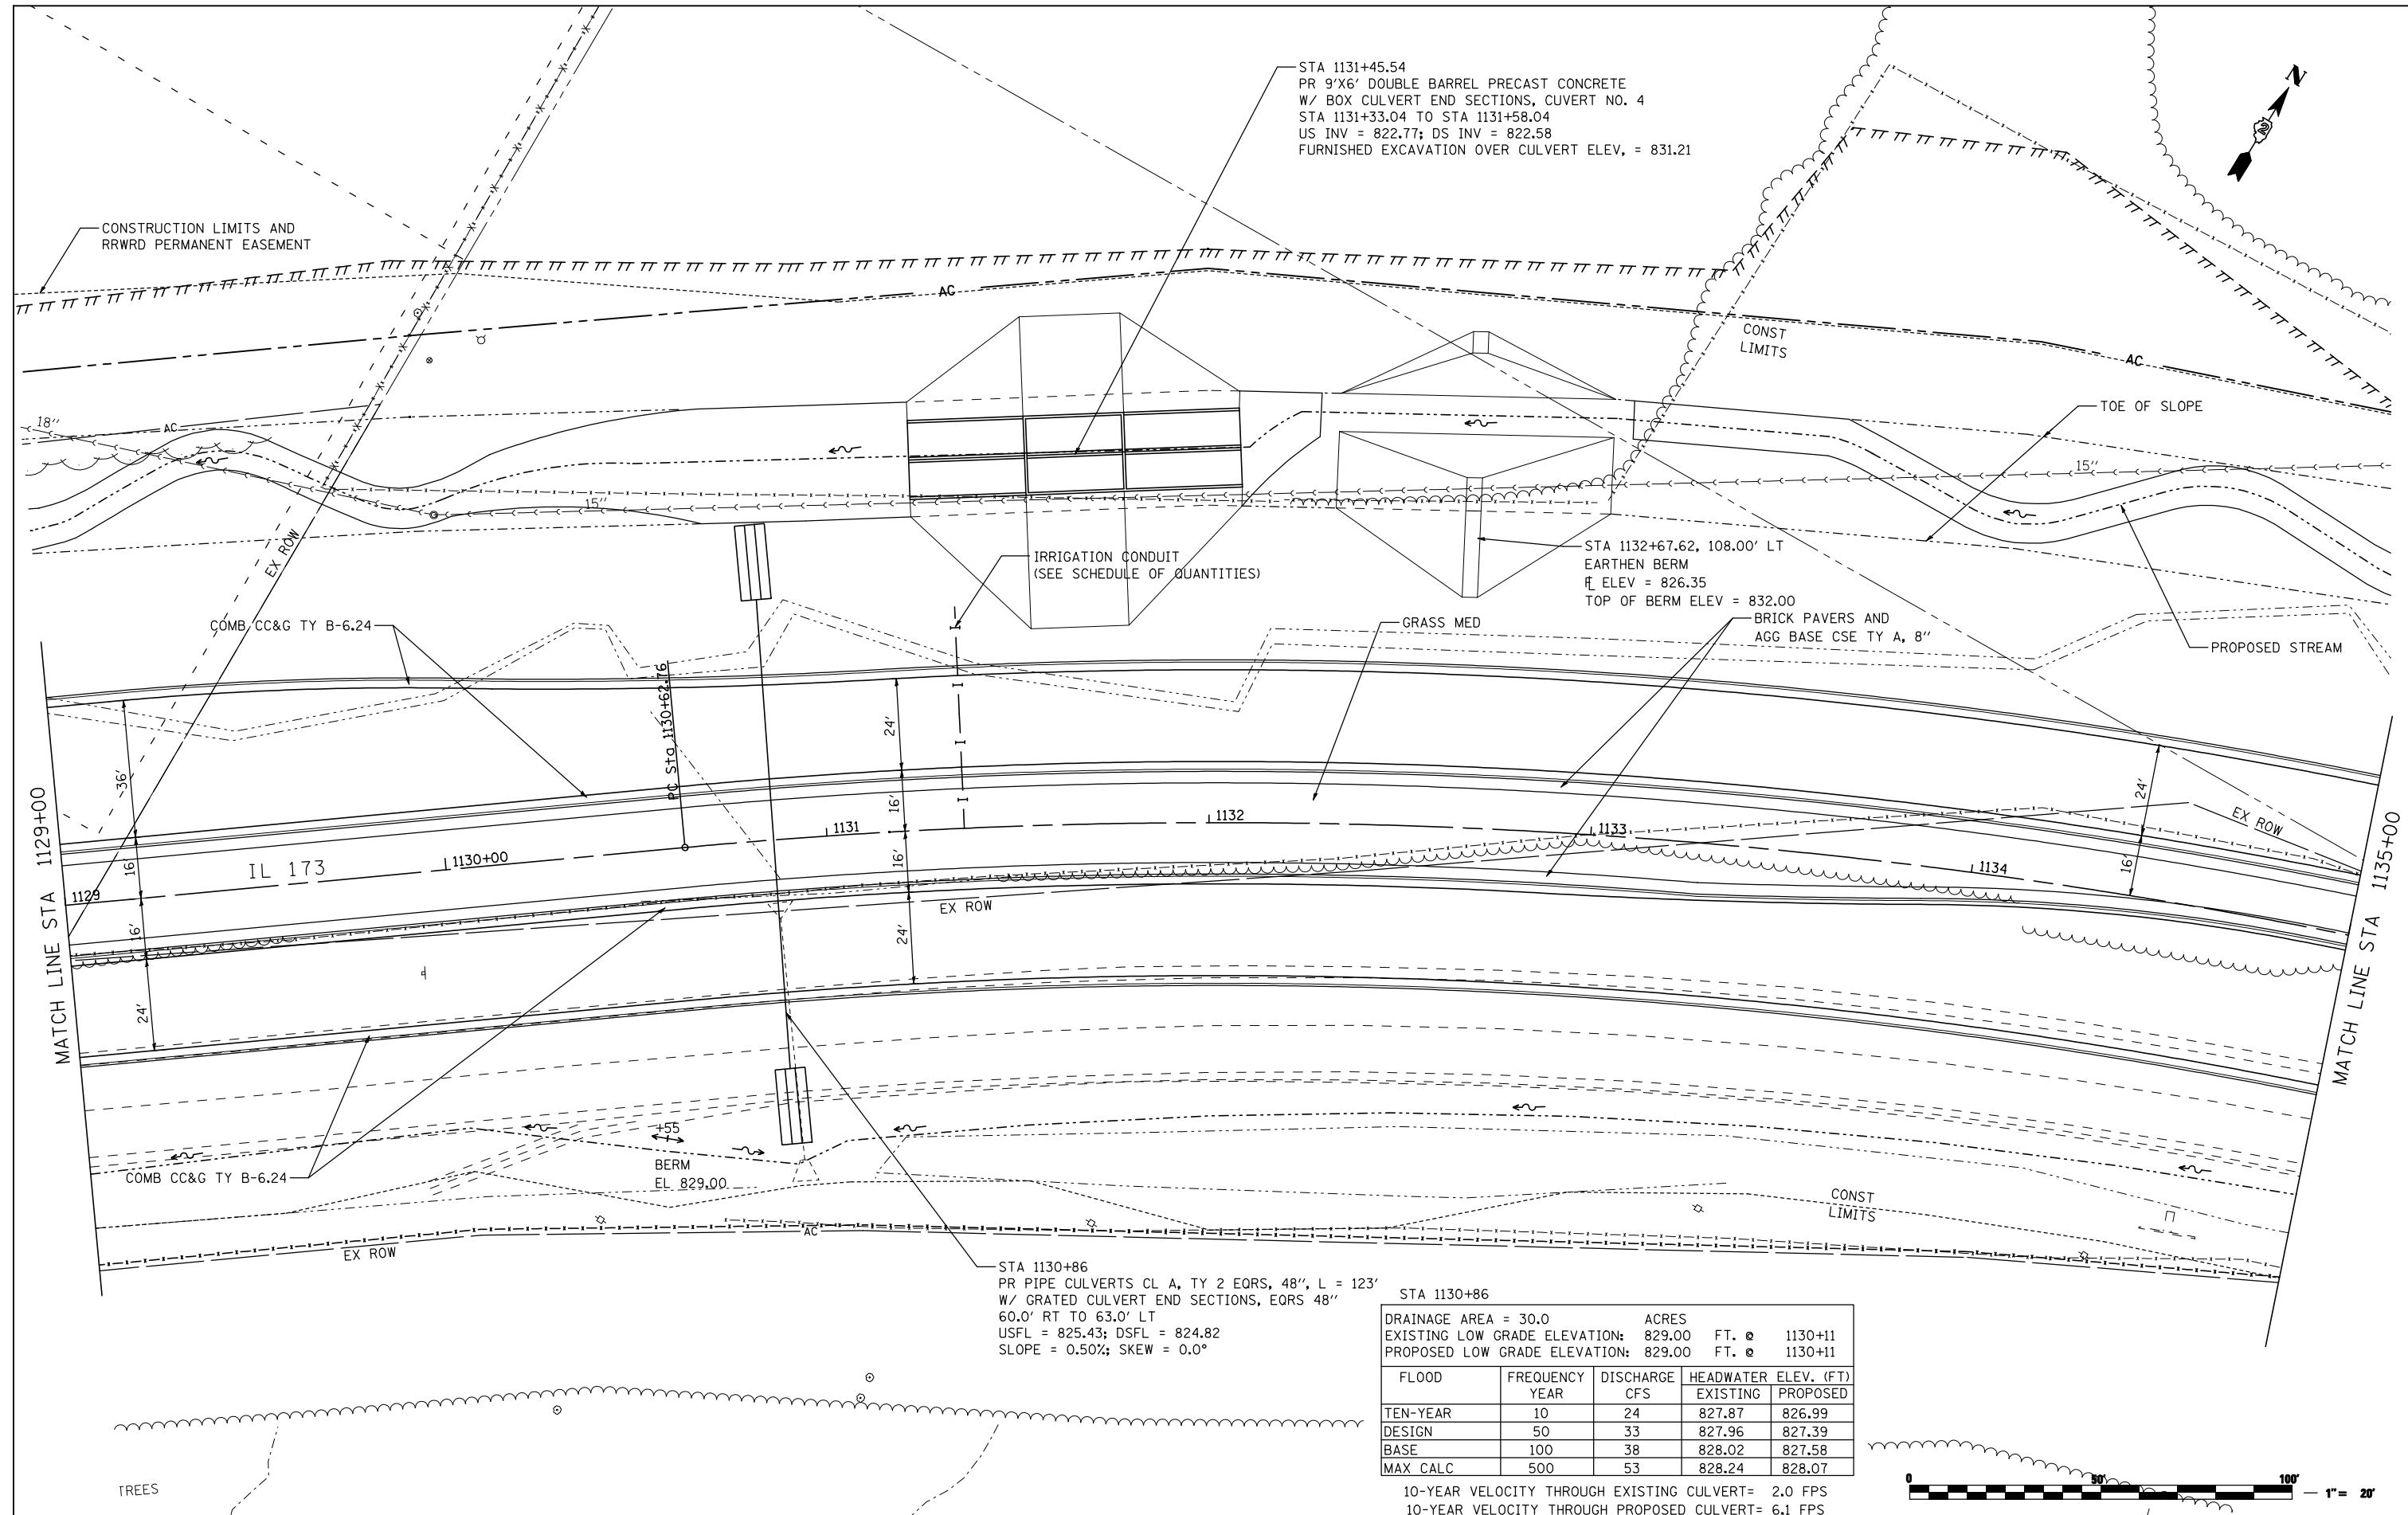 STA 1131+45.54
PR 9'X6' DOUBLE BARREL PRECAST CONCRETE
W/ BOX CULVERT END SECTIONS, CUVERT NO. 4
STA 1131+33.04 TO STA 1131+58.04
US INV = 822.77; DS INV = 822.58
FURNISHED EXCAVATION OVER CULVERT ELEV. = 831.21
N
2
CONSTRUCTION LIMITS AND
RRWRD PERMANENT EASEMENT
AC
CONST
LIMITS
AC
TOE OF SLOPE
18"
AC
15"
15"
EX ROW
IRRIGATION CONDUIT
(SEE SCHEDULE OF QUANTITIES)
STA 1132+67.62, 108.00' LT
EARTHEN BERM
ELEV = 826.35
TOP OF BERM ELEV = 832.00
COMB CC&G TY B-6.24
GRASS MED
BRICK PAVERS AND
AGG BASE CSE TY A, 8"
PROPOSED STREAM
I
I
I
I
PC Sta 1130+62.76
36'
24'
24'
16'
16'
16'
16'
16'
24'
24'
MATCH LINE STA 1129+00
IL 173
1129
1130+00
1131
1132
1133
1134
EX ROW
EX ROW
MATCH LINE STA 1135+00
+55
BERM
EL 829.00
COMB CC&G TY B-6.24
CONST
LIMITS
AC
EX ROW
STA 1130+86
PR PIPE CULVERTS CL A, TY 2 EQRS, 48", L = 123'
W/ GRATED CULVERT END SECTIONS, EQRS 48"
60.0' RT TO 63.0' LT
USFL = 825.43; DSFL = 824.82
SLOPE = 0.50%; SKEW = 0.0°
STA 1130+86
DRAINAGE AREA = 30.0 ACRES
EXISTING LOW GRADE ELEVATION: 829.00 FT. @ 1130+11
PROPOSED LOW GRADE ELEVATION: 829.00 FT. @ 1130+11
FLOOD FREQUENCY YEAR DISCHARGE CFS HEADWATER ELEV. (FT)
EXISTING PROPOSED
TEN-YEAR 10 24 827.87 826.99
DESIGN 50 33 827.96 827.39
BASE 100 38 828.02 827.58
MAX CALC 500 53 828.24 828.07
10-YEAR VELOCITY THROUGH EXISTING CULVERT= 2.0 FPS
10-YEAR VELOCITY THROUGH PROPOSED CULVERT= 6.1 FPS
TREES
0 50' 100'
1" = 20'